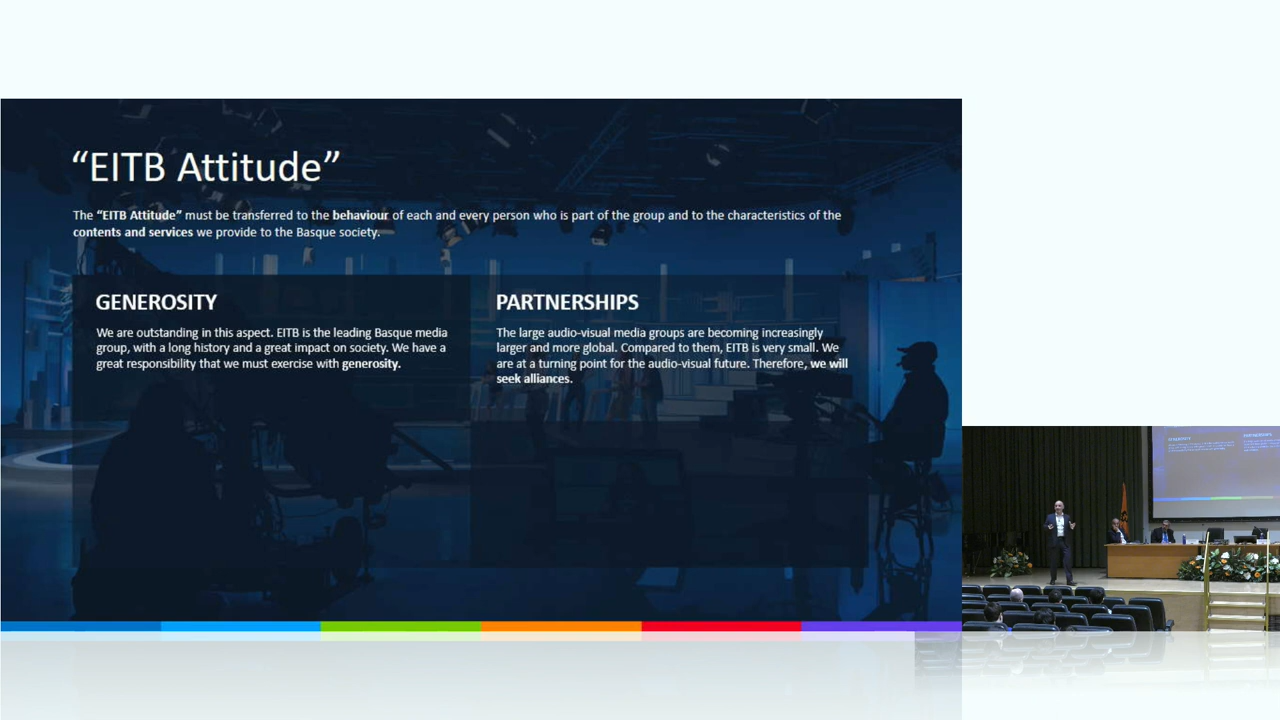 “EITB Attitude”
The “EITB Attitude” must be transferred to the behaviour of each and every person who is part of the group and to the characteristics of the
contents and services we provide to the Basque society.
GENEROSITY
We are outstanding in this aspect. EITB is the leading Basque media
group, with a long history and a great impact on society. We have a
great responsibility that we must exercise with generosity.
PARTNERSHIPS
The large audio-visual media groups are becoming increasingly
larger and more global. Compared to them, EITB is very small. We
are at a turning point for the audio-visual future. Therefore, we will
seek alliances.